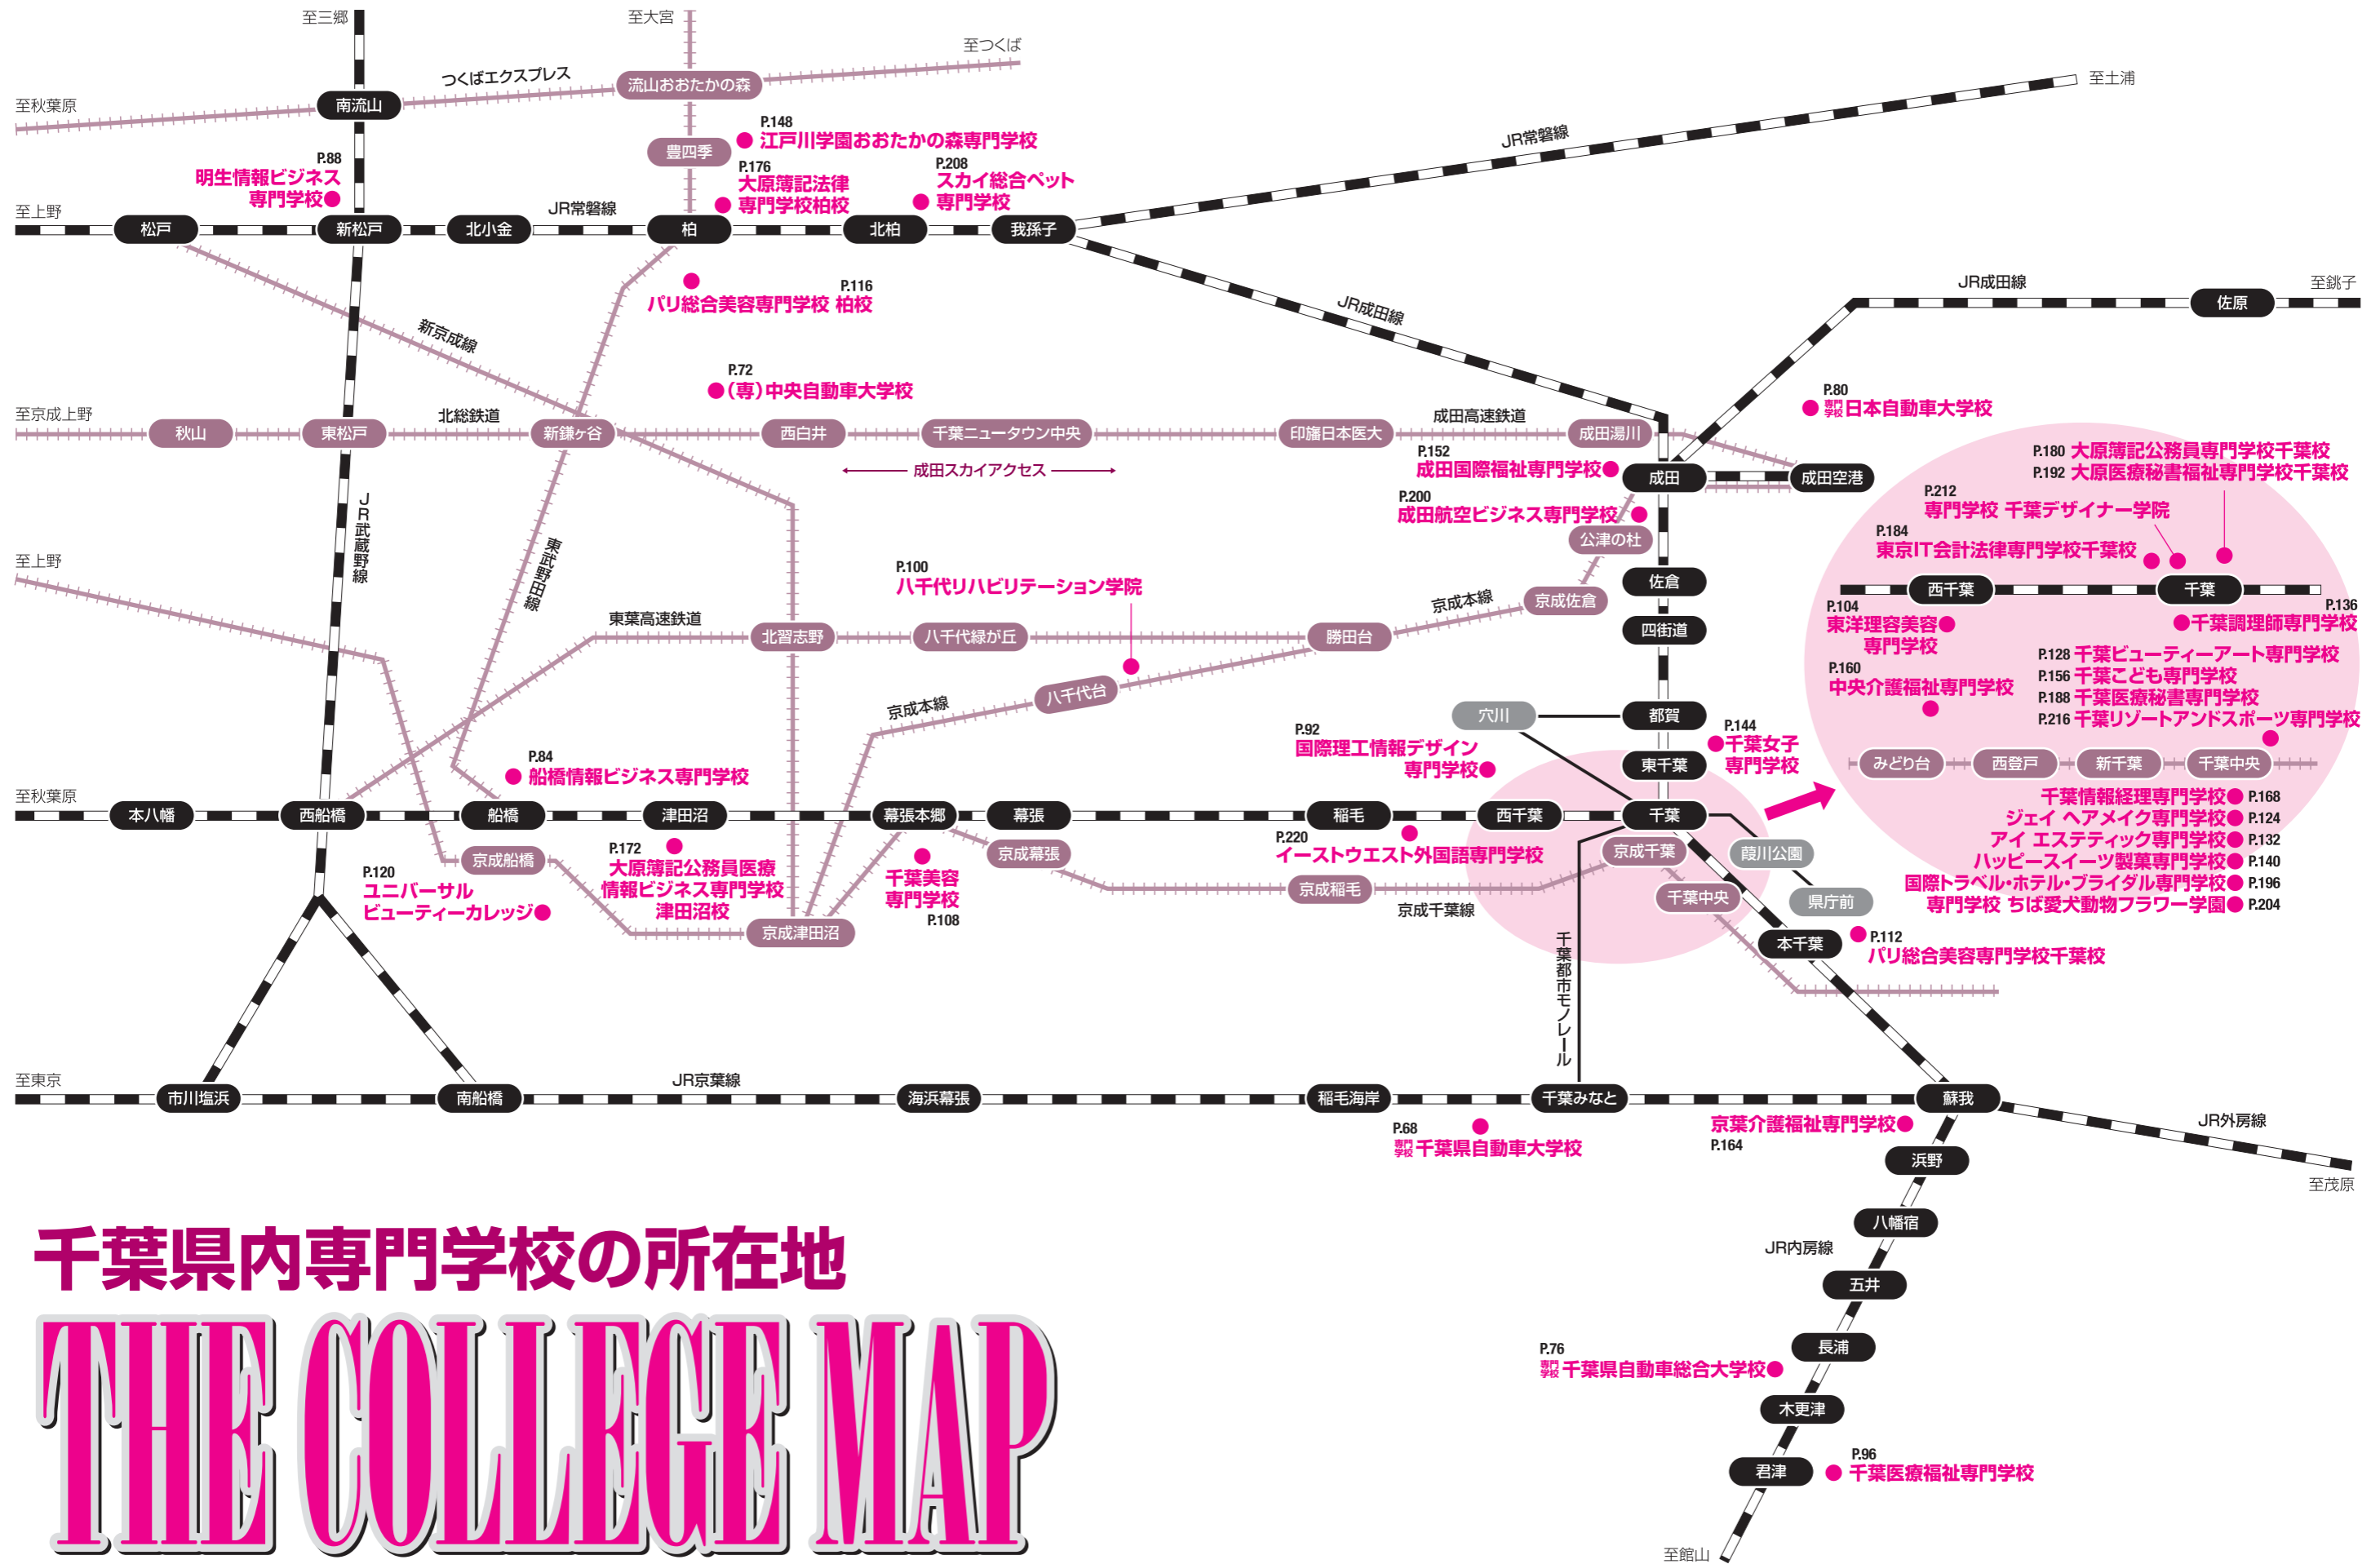 至三郷
至大宮
至つくば
つくばエクスプレス
至秋葉原
南流山
流山おおたかの森
至土浦
JR常磐線
P.148
江戸川学園おおたかの森専門学校
豊四季
P.88
明生情報ビジネス
専門学校
P.176
大原簿記法律
専門学校柏校
P.208
スカイ総合ペット
専門学校
至上野
JR常磐線
松戸
新松戸
北小金
柏
北柏
我孫子
P.116
パリ総合美容専門学校 柏校
新京成線
JR成田線
JR成田線
至銚子
佐原
P.72
(専)中央自動車大学校
P.80
専門
学校
日本自動車大学校
至京成上野
北総鉄道
成田高速鉄道
秋山
東松戸
新鎌ヶ谷
西白井
千葉ニュータウン中央
印旛日本医大
成田湯川
成田スカイアクセス
P.152
成田国際福祉専門学校
成田
成田空港
P.200
成田航空ビジネス専門学校
公津の杜
JR武蔵野線
東武野田線
至上野
P.100
八千代リハビリテーション学院
京成本線
京成佐倉
佐倉
東葉高速鉄道
北習志野
八千代緑が丘
勝田台
四街道
京成本線
八千代台
P.180 大原簿記公務員専門学校千葉校
P.192 大原医療秘書福祉専門学校千葉校
P.212
専門学校 千葉デザイナー学院
P.184
東京IT会計法律専門学校千葉校
西千葉
千葉
P.104
東洋理容美容
専門学校
P.136
千葉調理師専門学校
P.160
中央介護福祉専門学校
P.128 千葉ビューティーアート専門学校
P.156 千葉こども専門学校
P.188 千葉医療秘書専門学校
P.216 千葉リゾートアンドスポーツ専門学校
みどり台
西登戸
新千葉
千葉中央
千葉情報経理専門学校 P.168
ジェイ ヘアメイク専門学校 P.124
アイ エステティック専門学校 P.132
ハッピースイーツ製菓専門学校 P.140
国際トラベル・ホテル・ブライダル専門学校 P.196
専門学校 ちば愛犬動物フラワー学園 P.204
穴川
都賀
P.92
国際理工情報デザイン
専門学校
P.144
千葉女子
専門学校
東千葉
P.84
船橋情報ビジネス専門学校
至秋葉原
本八幡
西船橋
船橋
津田沼
幕張本郷
幕張
稲毛
西千葉
千葉
京成船橋
P.172
大原簿記公務員医療
情報ビジネス専門学校
津田沼校
千葉美容
専門学校
P.108
京成幕張
P.220
イーストウエスト外国語専門学校
京成稲毛
京成千葉線
京成千葉
葭川公園
千葉中央
県庁前
P.120
ユニバーサル
ビューティーカレッジ
京成津田沼
千葉都市モノレール
本千葉
P.112
パリ総合美容専門学校千葉校
至東京
JR京葉線
市川塩浜
南船橋
海浜幕張
稲毛海岸
千葉みなと
蘇我
P.68
専門
学校
千葉県自動車大学校
京葉介護福祉専門学校
P.164
JR外房線
至茂原
浜野
八幡宿
JR内房線
五井
長浦
P.76
専門
学校
千葉県自動車総合大学校
木更津
君津
P.96
千葉医療福祉専門学校
至館山
千葉県内専門学校の所在地
THE COLLEGE MAP